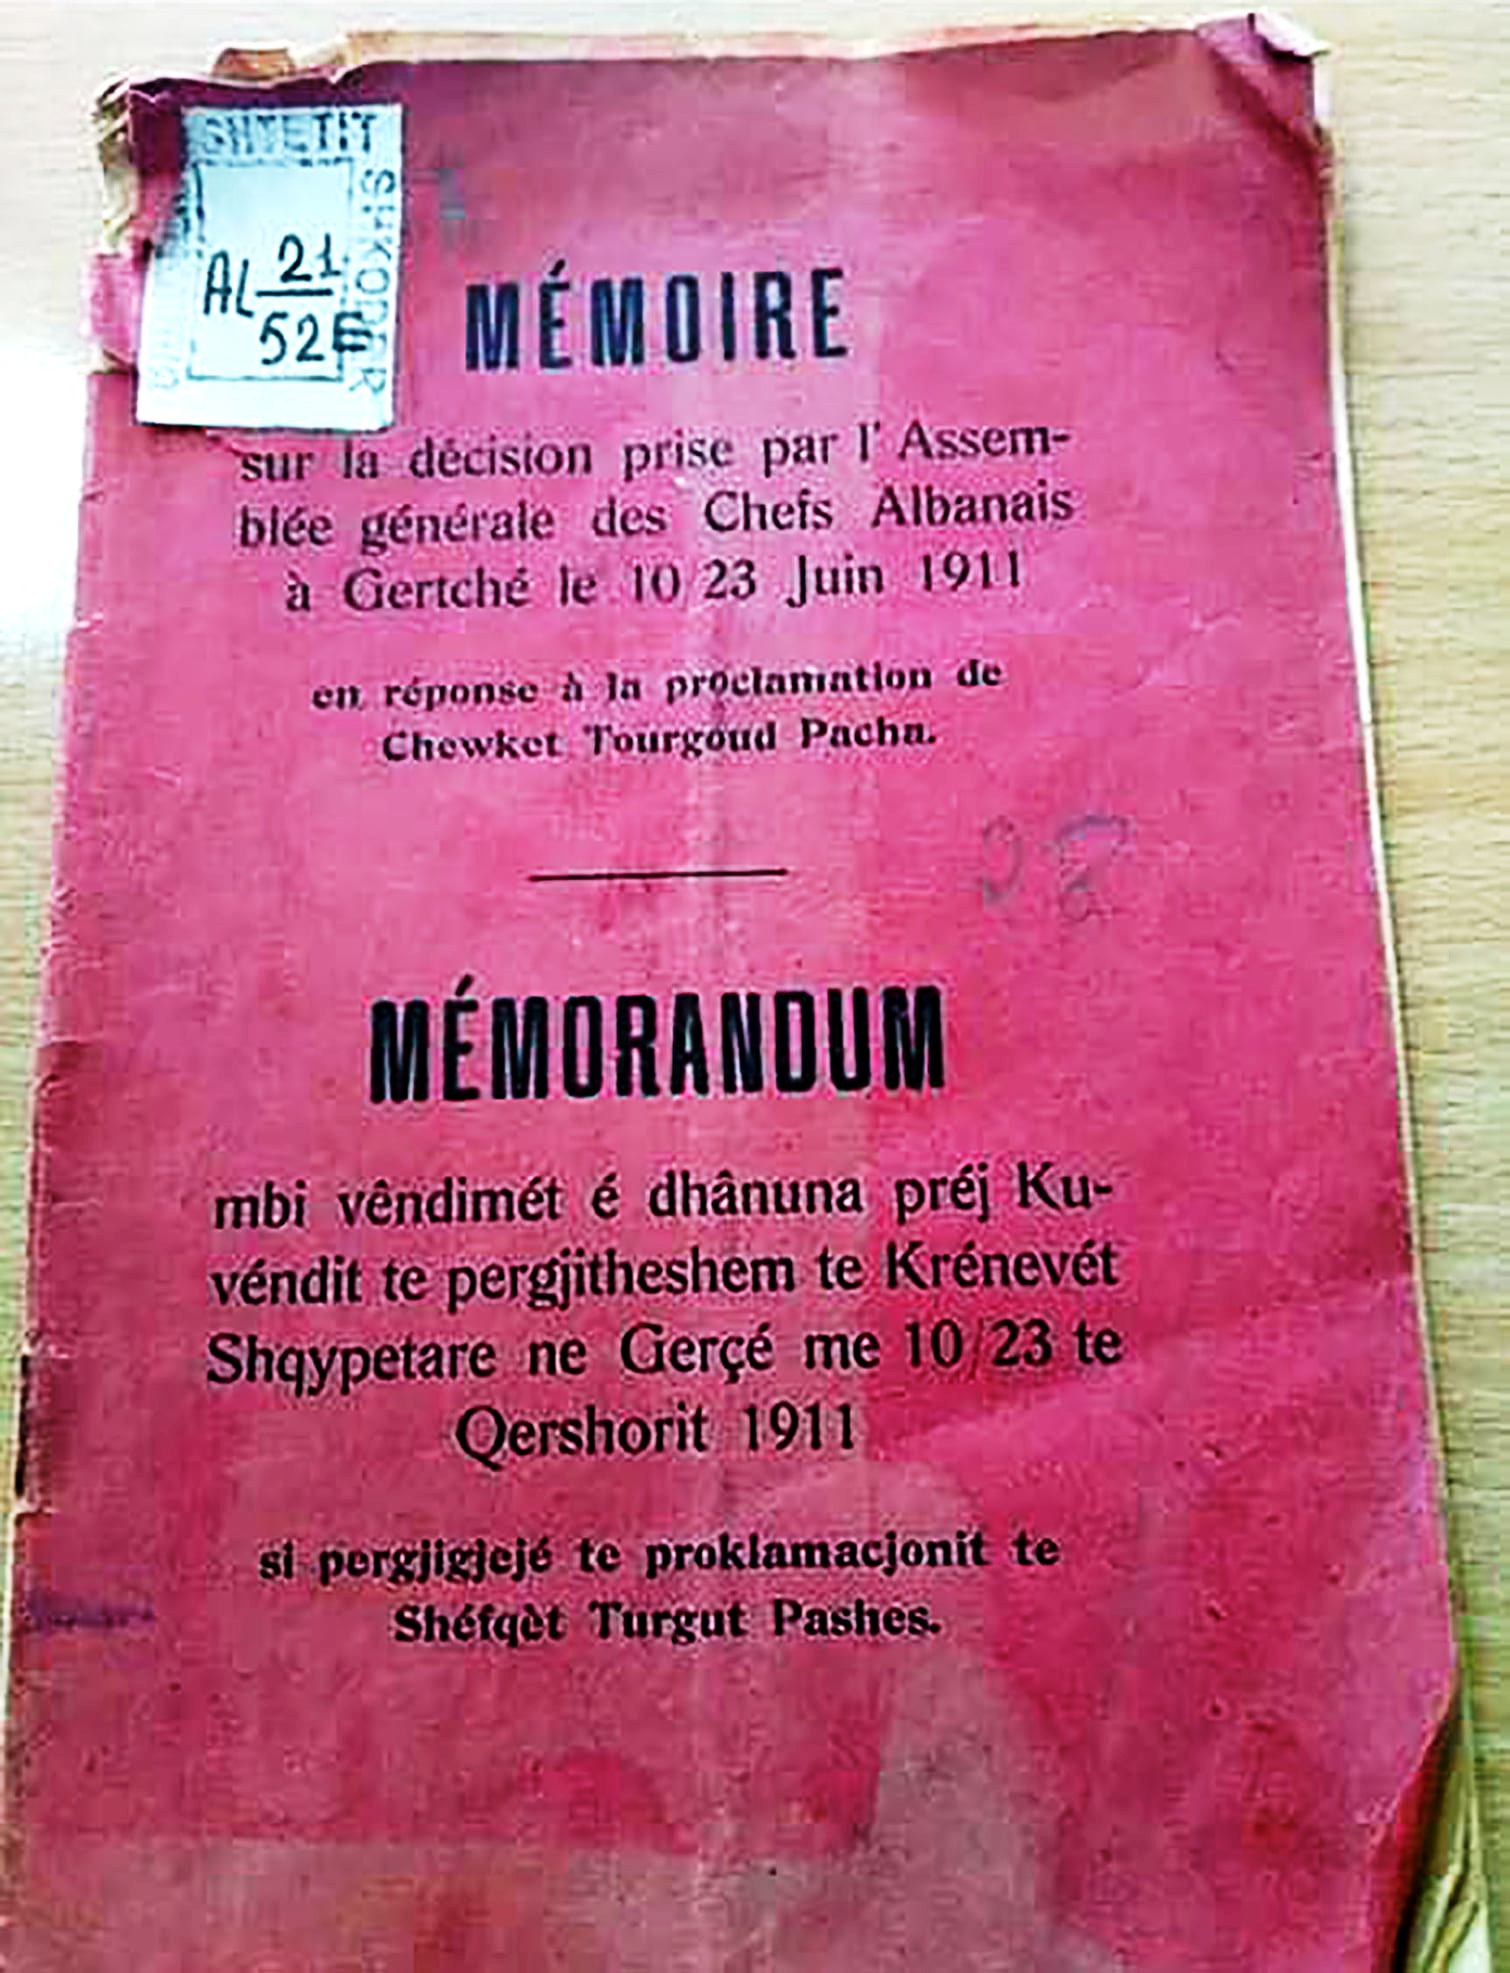 SHTETIT
SHKODER
AL 21
52E
MÉMOIRE
sur la décision prise par l' Assem-
blée générale des Chefs Albanais
à Gertché le 10/23 Juin 1911
en réponse à la proclamation de
Chewket Tourgoud Pacha.
MÉMORANDUM
mbi vêndimét é dhânuna préj Ku-
véndit te pergjitheshem te Krénevét
Shqypetare ne Gerçé me 10/23 te
Qershorit 1911
si pergjigjejé te proklamacjonit te
Shéfqèt Turgut Pashes.